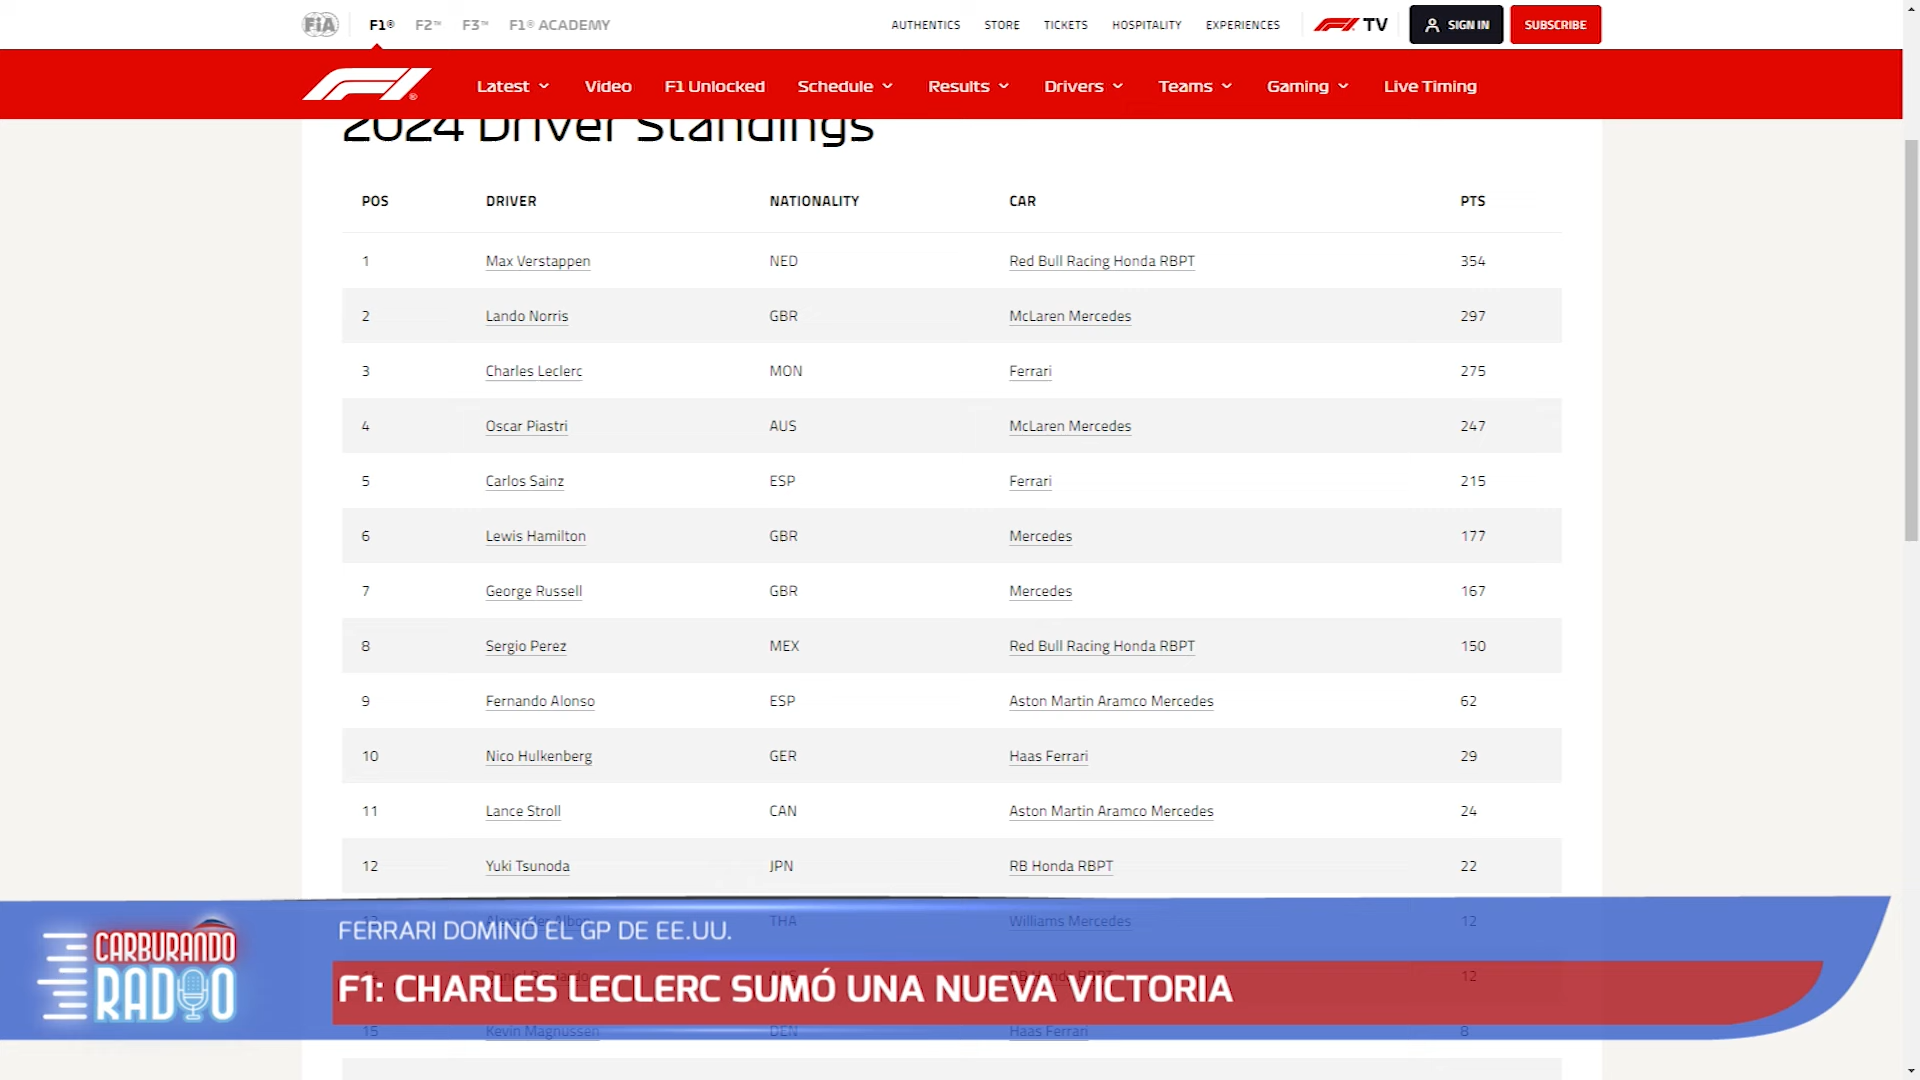 FIA F1® F2™ F3™ F1® ACADEMY AUTHENTICS STORE TICKETS HOSPITALITY EXPERIENCES F1 TV SIGN IN SUBSCRIBE
F1® Latest Video F1 Unlocked Schedule Results Drivers Teams Gaming Live Timing
2024 Driver Standings
POS DRIVER NATIONALITY CAR PTS
1 Max Verstappen NED Red Bull Racing Honda RBPT 354
2 Lando Norris GBR McLaren Mercedes 297
3 Charles Leclerc MON Ferrari 275
4 Oscar Piastri AUS McLaren Mercedes 247
5 Carlos Sainz ESP Ferrari 215
6 Lewis Hamilton GBR Mercedes 177
7 George Russell GBR Mercedes 167
8 Sergio Perez MEX Red Bull Racing Honda RBPT 150
9 Fernando Alonso ESP Aston Martin Aramco Mercedes 62
10 Nico Hulkenberg GER Haas Ferrari 29
11 Lance Stroll CAN Aston Martin Aramco Mercedes 24
12 Yuki Tsunoda JPN RB Honda RBPT 22
13 Alexander Albon THA Williams Mercedes 12
FERRARI DOMINÓ EL GP DE EE.UU.
CARBURANDO
RADIO
F1: CHARLES LECLERC SUMÓ UNA NUEVA VICTORIA
12
15 Kevin Magnussen DEN Haas Ferrari 8